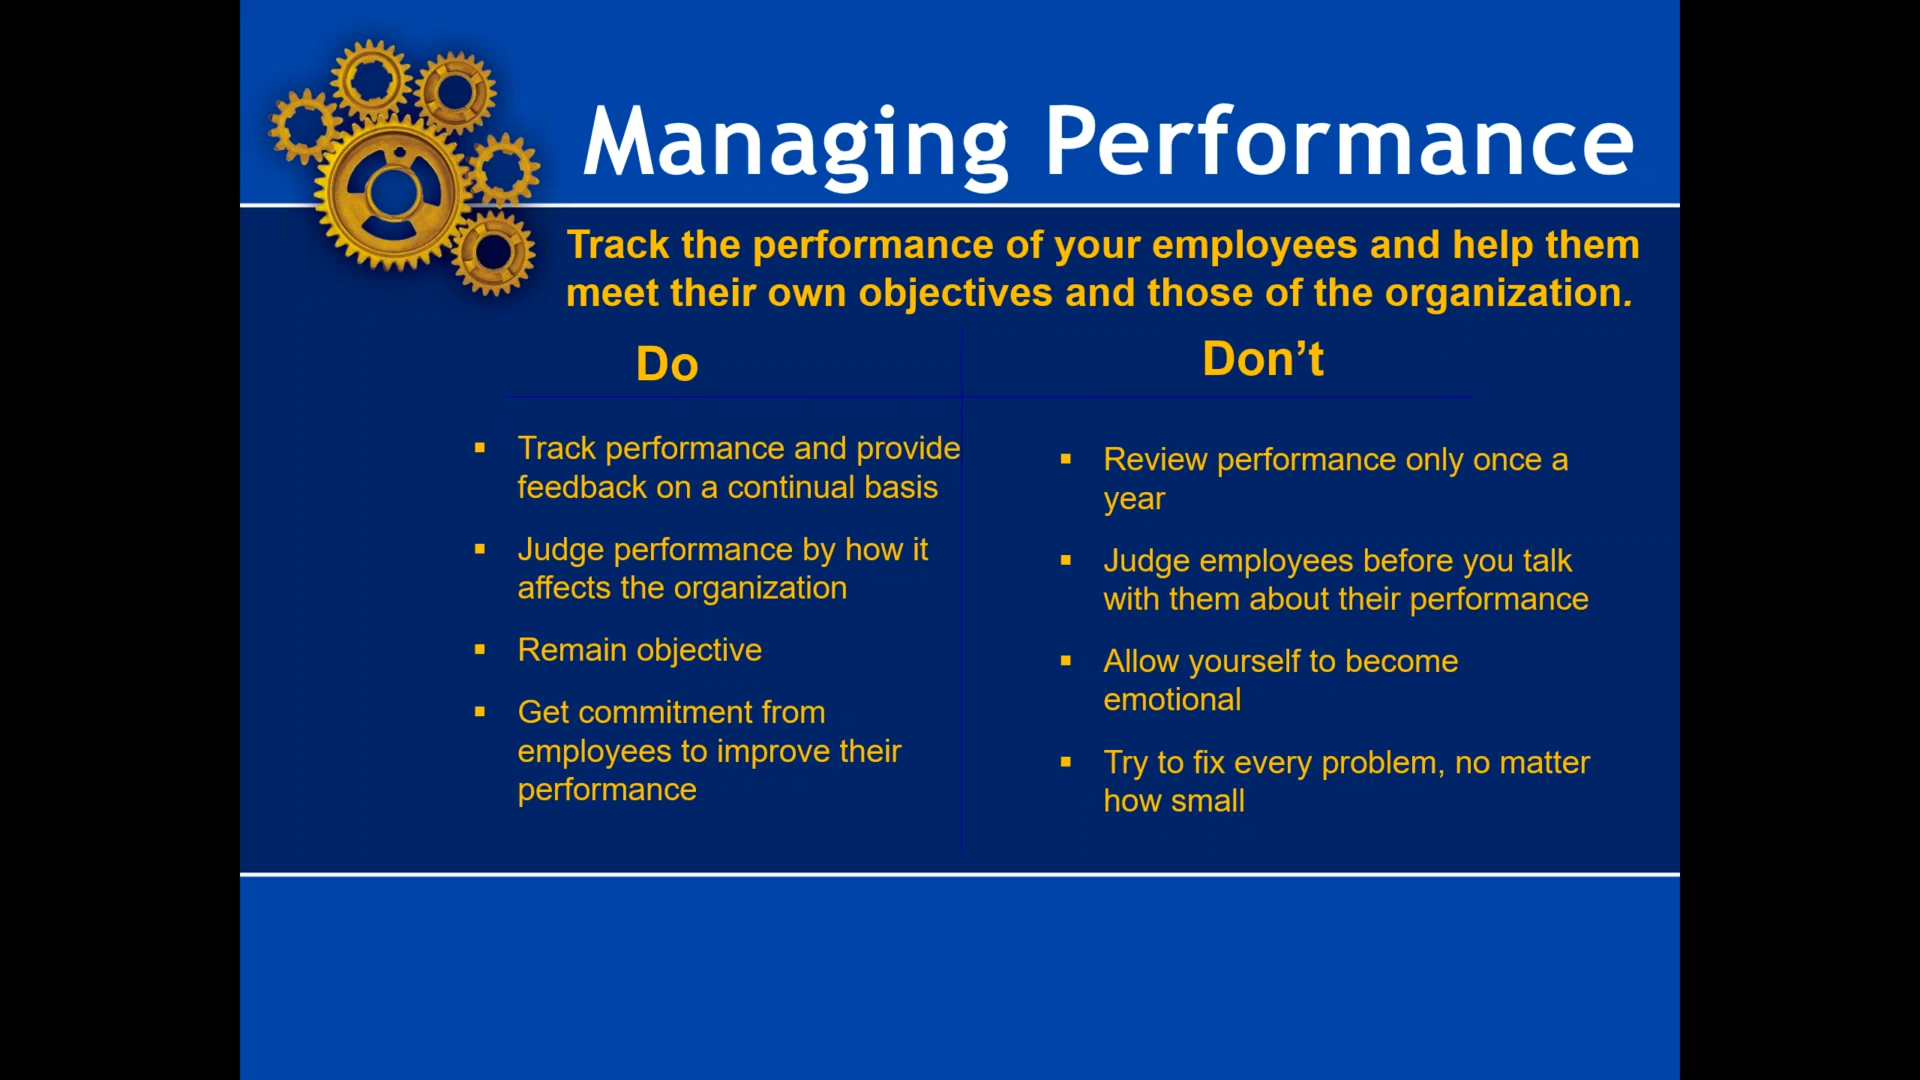 Managing Performance
Track the performance of your employees and help them
meet their own objectives and those of the organization.
Do
▪ Track performance and provide
feedback on a continual basis
▪ Judge performance by how it
affects the organization
▪ Remain objective
▪ Get commitment from
employees to improve their
performance
Don’t
▪ Review performance only once a
year
▪ Judge employees before you talk
with them about their performance
▪ Allow yourself to become
emotional
▪ Try to fix every problem, no matter
how small